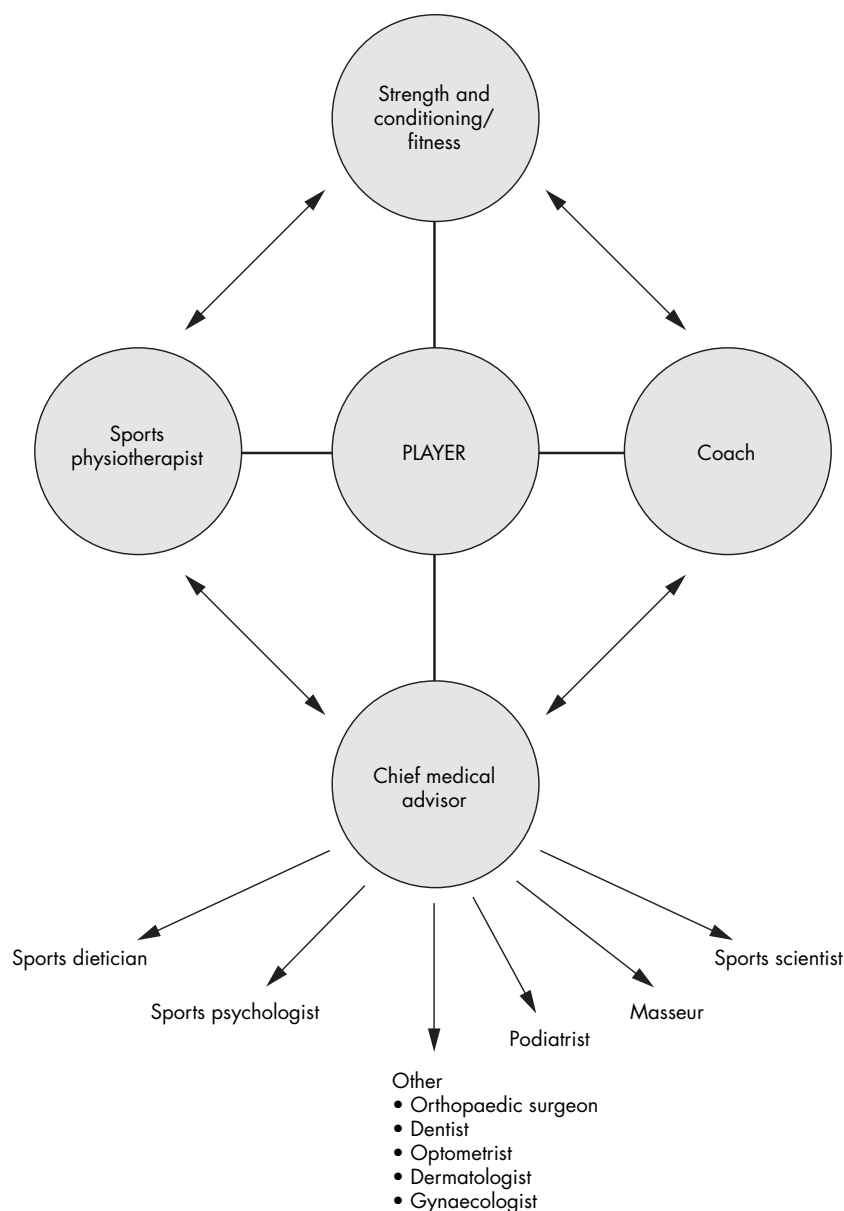 Strength and
conditioning/
fitness
Sports
physiotherapist
PLAYER
Coach
Chief medical
advisor
Sports dietician
Sports scientist
Sports psychologist
Masseur
Podiatrist
Other
• Orthopaedic surgeon
• Dentist
• Optometrist
• Dermatologist
• Gynaecologist